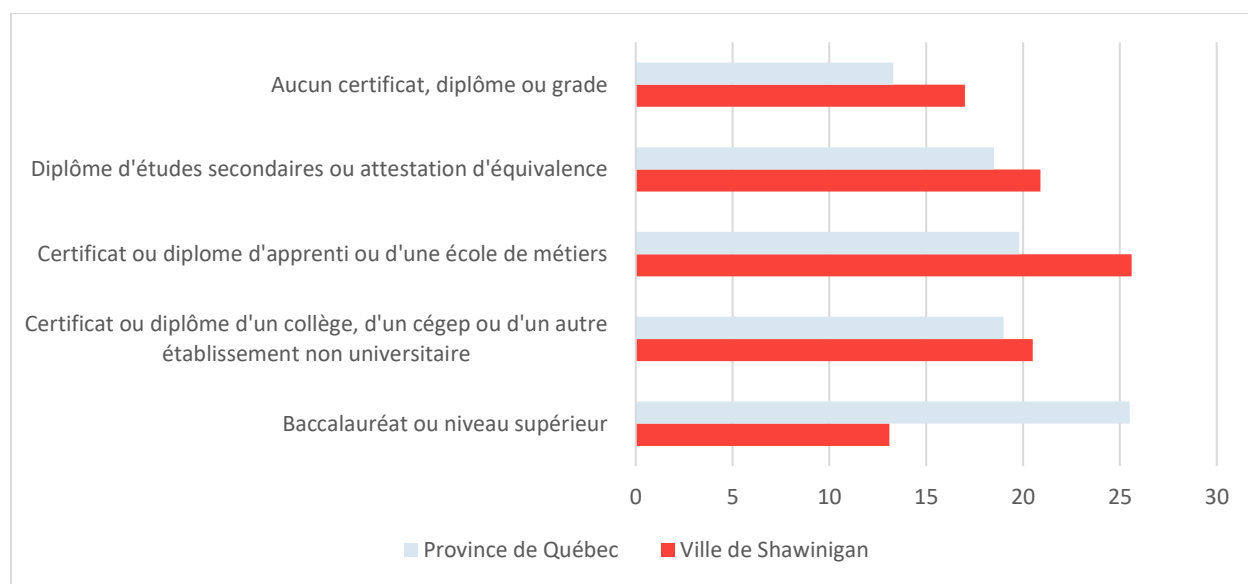 Aucun certificat, diplôme ou grade
Diplôme d'études secondaires ou attestation d'équivalence
Certificat ou diplome d'apprenti ou d'une école de métiers
Certificat ou diplôme d'un collège, d'un cégep ou d'un autre
établissement non universitaire
Baccalauréat ou niveau supérieur
0 5 10 15 20 25 30
Province de Québec Ville de Shawinigan